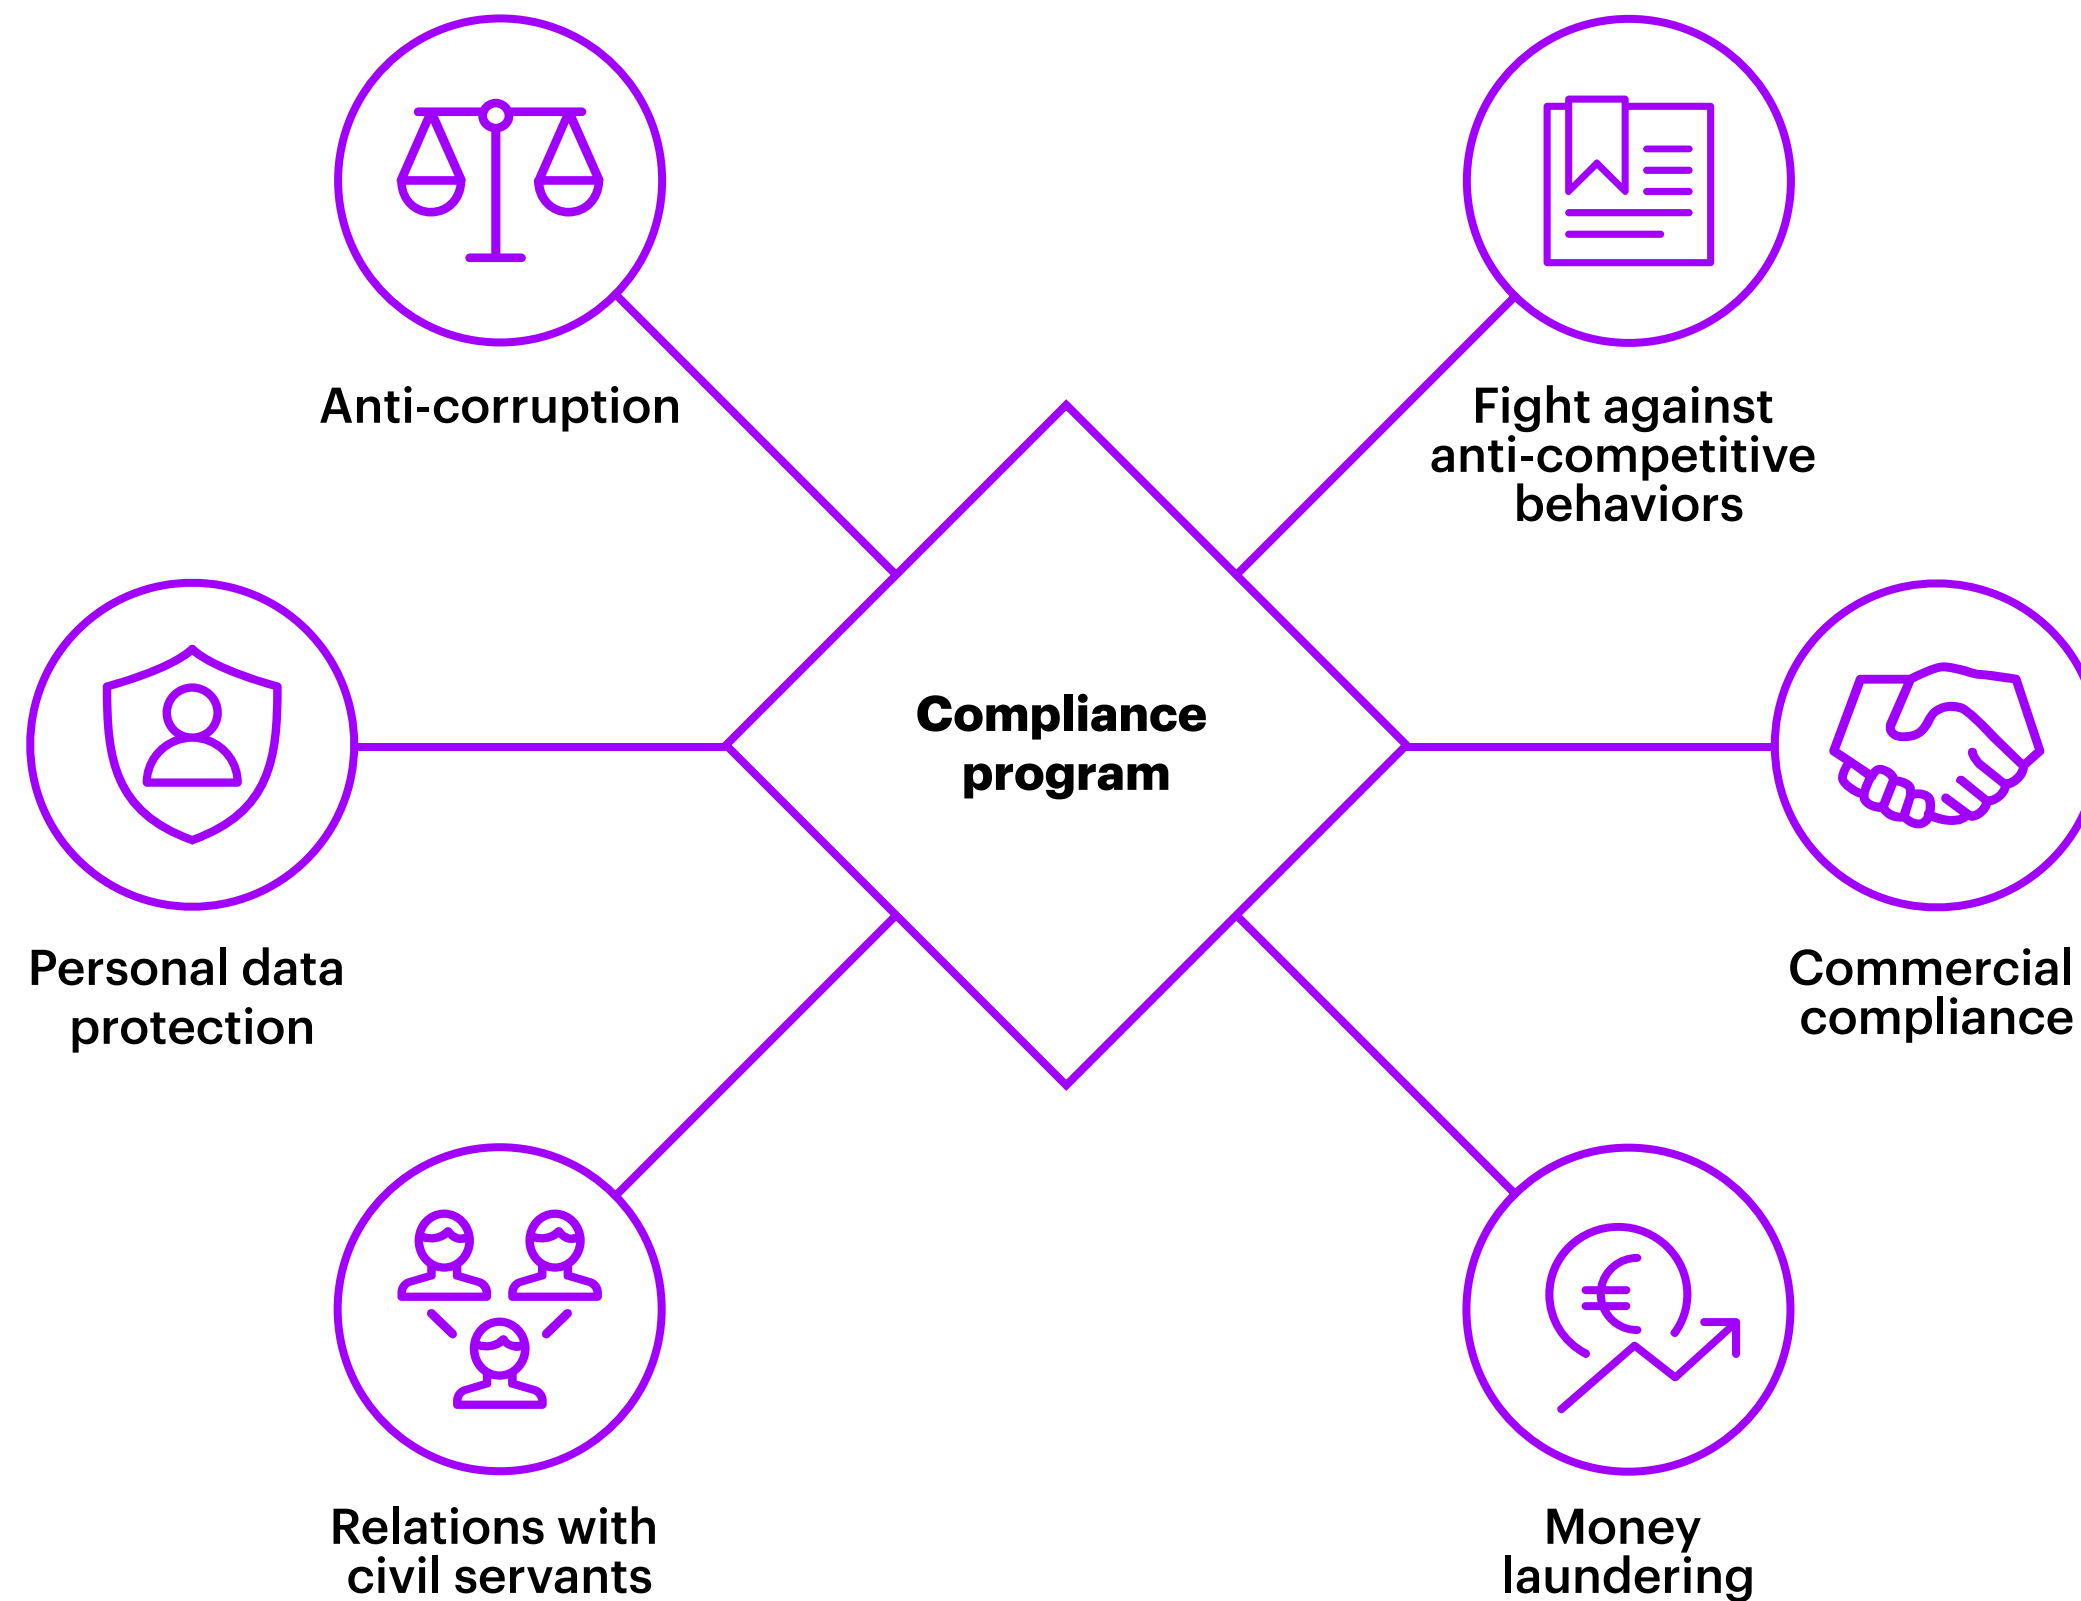 Anti-corruption
Fight against
anti-competitive
behaviors
Compliance
program
Personal data
protection
Commercial
compliance
Relations with
civil servants
Money
laundering